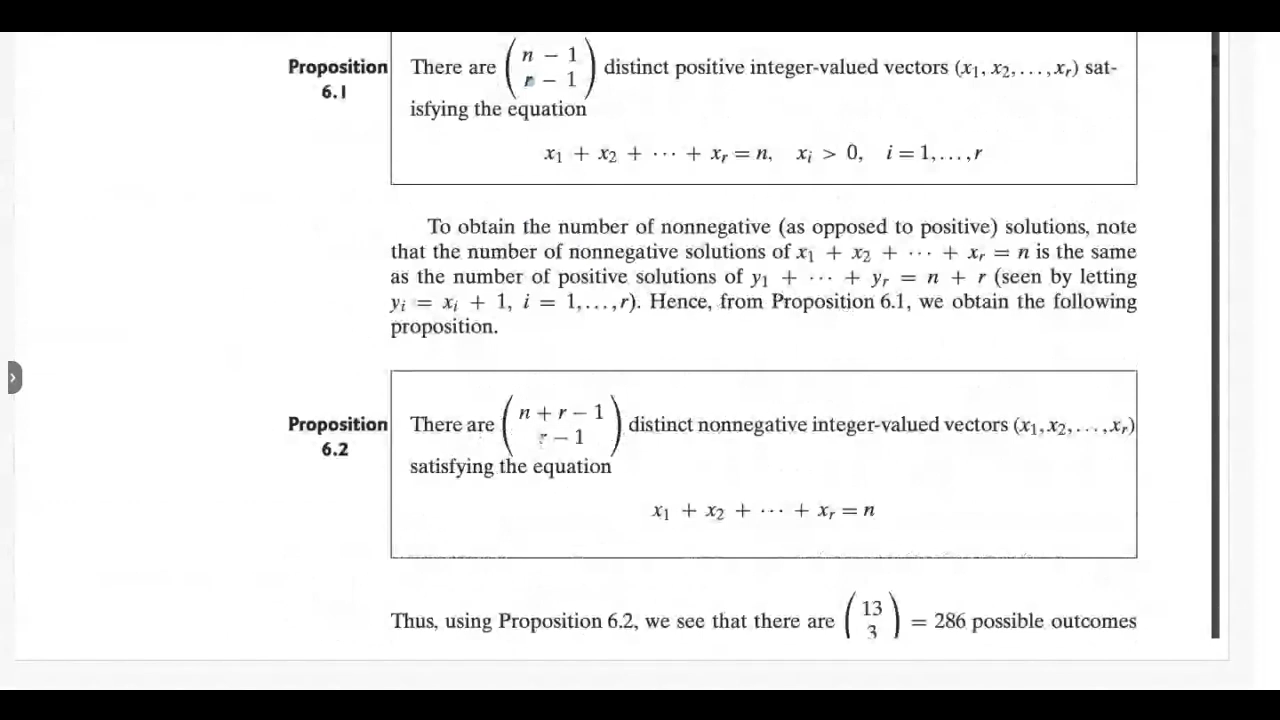 Proposition 6.1
There are \binom{n - 1}{r - 1} distinct positive integer-valued vectors (x₁, x₂, ..., xᵣ) sat-
isfying the equation
x₁ + x₂ + ··· + xᵣ = n, xᵢ > 0, i = 1, ..., r
To obtain the number of nonnegative (as opposed to positive) solutions, note
that the number of nonnegative solutions of x₁ + x₂ + ··· + xᵣ = n is the same
as the number of positive solutions of y₁ + ··· + yᵣ = n + r (seen by letting
yᵢ = xᵢ + 1, i = 1, ..., r). Hence, from Proposition 6.1, we obtain the following
proposition.
Proposition 6.2
There are \binom{n + r - 1}{r - 1} distinct nonnegative integer-valued vectors (x₁, x₂, ..., xᵣ)
satisfying the equation
x₁ + x₂ + ··· + xᵣ = n
Thus, using Proposition 6.2, we see that there are \binom{13}{3} = 286 possible outcomes